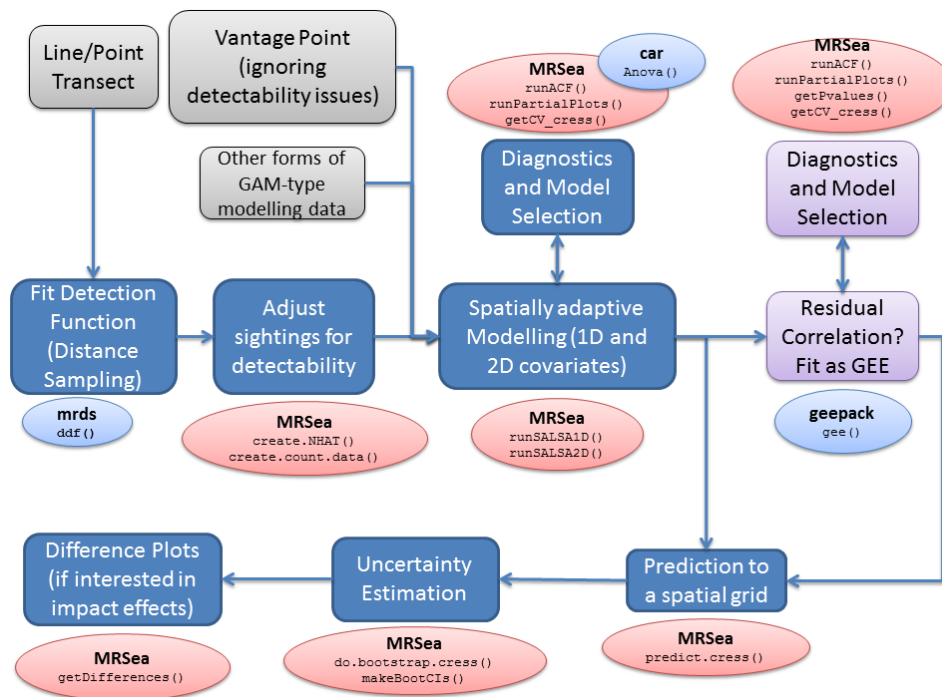 Line/Point
Transect
Vantage Point
(ignoring
detectability issues)
Other forms of
GAM-type
modelling data
MRSea
runACF()
runPartialPlots()
getCV_cress()
car
Anova()
MRSea
runACF()
runPartialPlots()
getPvalues()
getCV_cress()
Diagnostics
and Model
Selection
Diagnostics
and Model
Selection
Fit Detection
Function
(Distance
Sampling)
mrds
ddf()
Adjust
sightings for
detectability
MRSea
create.NHAT()
create.count.data()
Spatially adaptive
Modelling (1D and
2D covariates)
MRSea
runSALSA1D()
runSALSA2D()
Residual
Correlation?
Fit as GEE
geepack
gee()
Difference Plots
(if interested in
impact effects)
MRSea
getDifferences()
Uncertainty
Estimation
MRSea
do.bootstrap.cress()
makeBootCIs()
Prediction to
a spatial grid
MRSea
predict.cress()